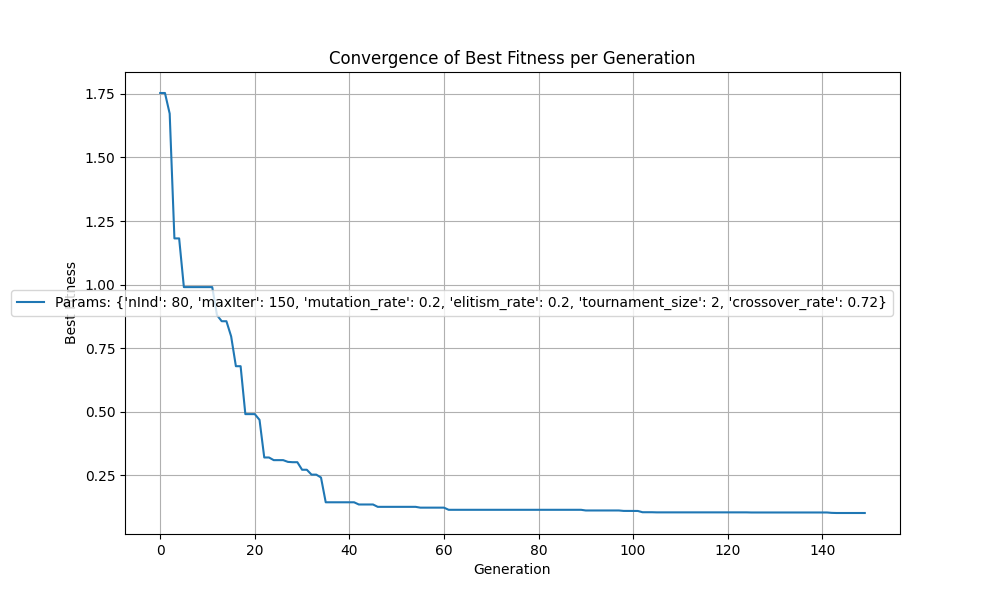 Convergence of Best Fitness per Generation
1.75
1.50
1.25
1.00
0.75
0.50
0.25
Best Fitness
Params: {'nInd': 80, 'maxIter': 150, 'mutation_rate': 0.2, 'elitism_rate': 0.2, 'tournament_size': 2, 'crossover_rate': 0.72}
0 20 40 60 80 100 120 140
Generation